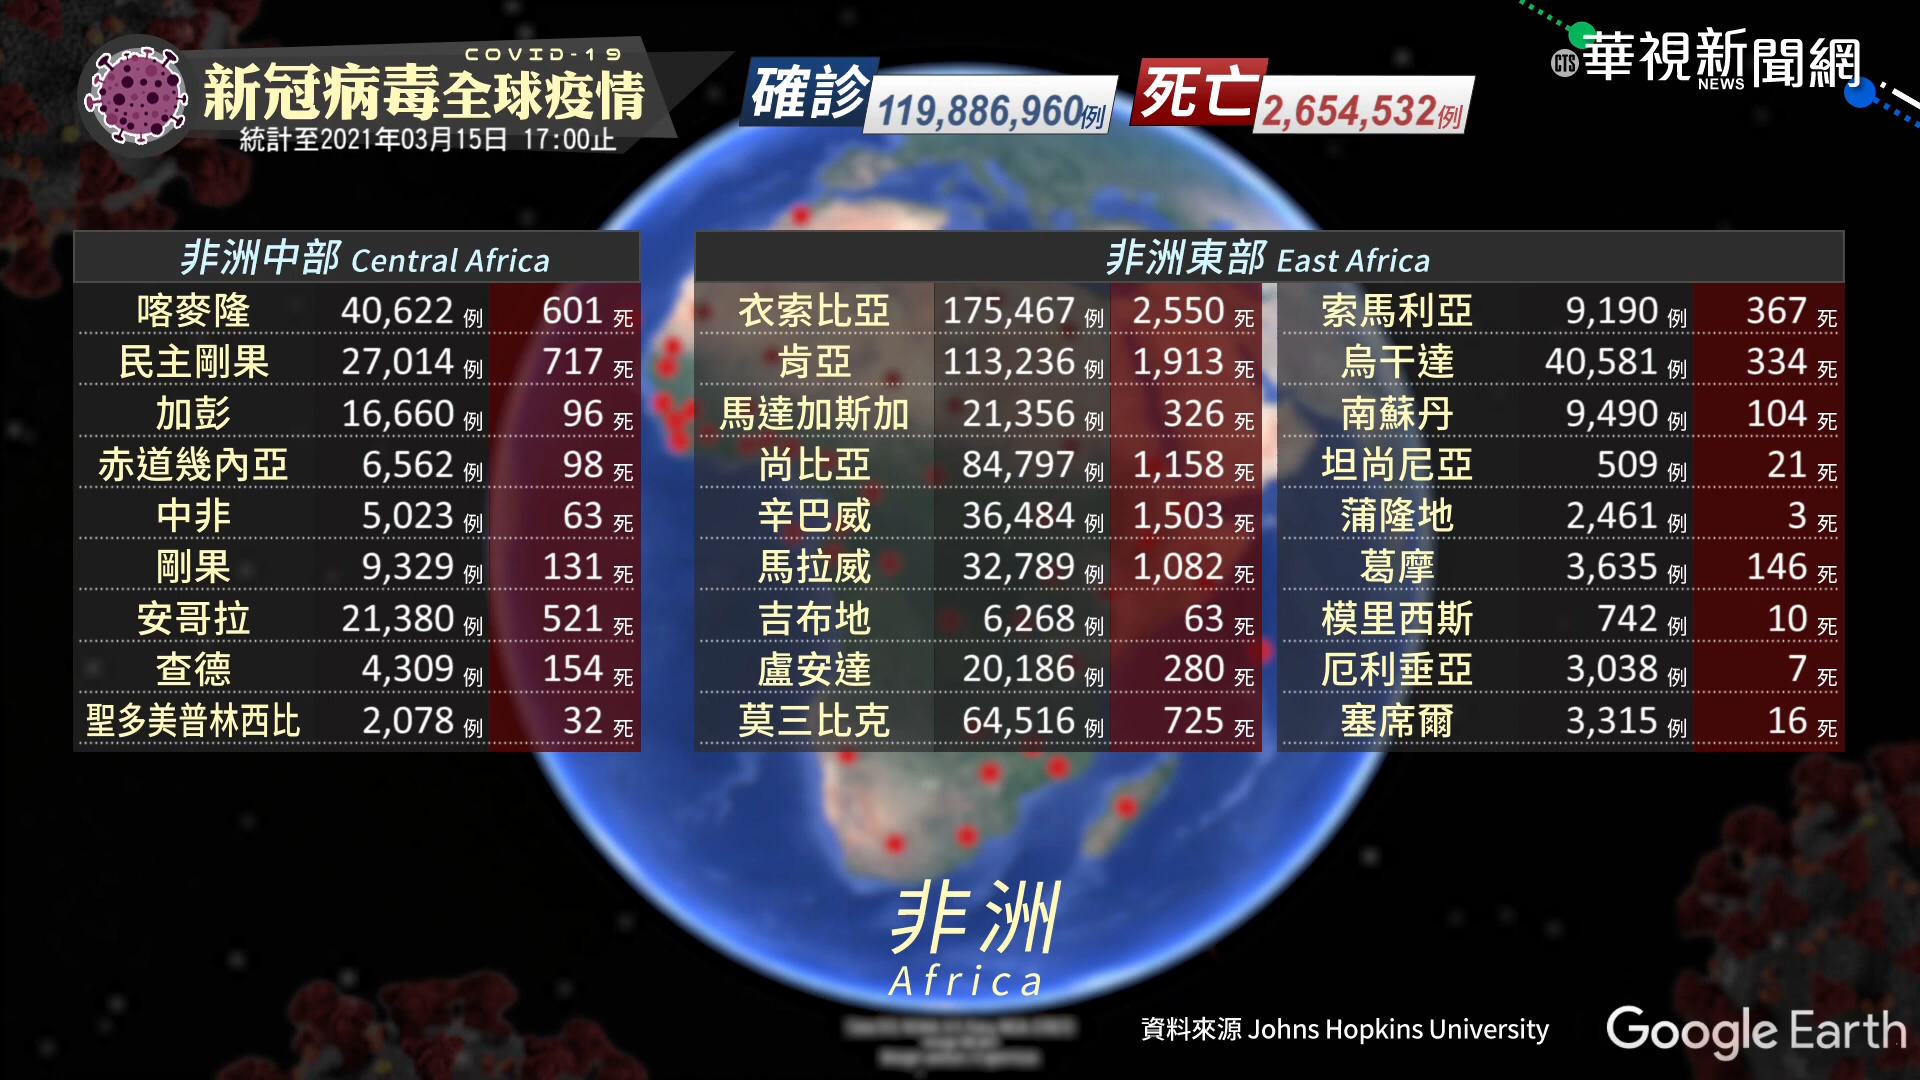 COVID-19
新冠病毒全球疫情
統計至2021年03月15日 17:00止
確診 119,886,960例
死亡 2,654,532例
CTS 華視新聞網
NEWS
非洲中部 Central Africa
喀麥隆 40,622 例 601 死
民主剛果 27,014 例 717 死
加彭 16,660 例 96 死
赤道幾內亞 6,562 例 98 死
中非 5,023 例 63 死
剛果 9,329 例 131 死
安哥拉 21,380 例 521 死
查德 4,309 例 154 死
聖多美普林西比 2,078 例 32 死
非洲東部 East Africa
衣索比亞 175,467 例 2,550 死
肯亞 113,236 例 1,913 死
馬達加斯加 21,356 例 326 死
尚比亞 84,797 例 1,158 死
辛巴威 36,484 例 1,503 死
馬拉威 32,789 例 1,082 死
吉布地 6,268 例 63 死
盧安達 20,186 例 280 死
莫三比克 64,516 例 725 死
索馬利亞 9,190 例 367 死
烏干達 40,581 例 334 死
南蘇丹 9,490 例 104 死
坦尚尼亞 509 例 21 死
蒲隆地 2,461 例 3 死
葛摩 3,635 例 146 死
模里西斯 742 例 10 死
厄利垂亞 3,038 例 7 死
塞席爾 3,315 例 16 死
非洲
Africa
資料來源 Johns Hopkins University
Google Earth